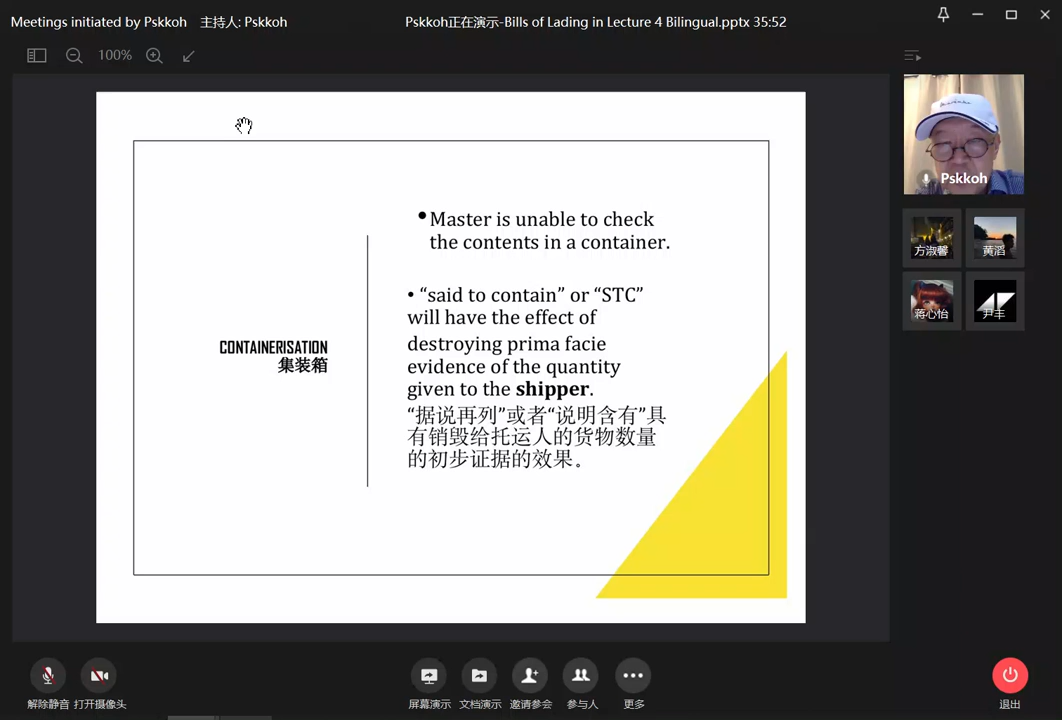 Meetings initiated by Pskkoh 主持人: Pskkoh
Pskkoh正在演示-Bills of Lading in Lecture 4 Bilingual.pptx 35:52
100%
Pskkoh
方淑馨
黄滔
蒋心怡
尹丰
•Master is unable to check
the contents in a container.
• “said to contain” or “STC”
will have the effect of
destroying prima facie
evidence of the quantity
given to the shipper.
“据说再列”或者“说明含有”具
有销毁给托运人的货物数量
的初步证据的效果。
CONTAINERISATION
集装箱
解除静音
打开摄像头
屏幕演示
文档演示
邀请参会
参与人
更多
退出